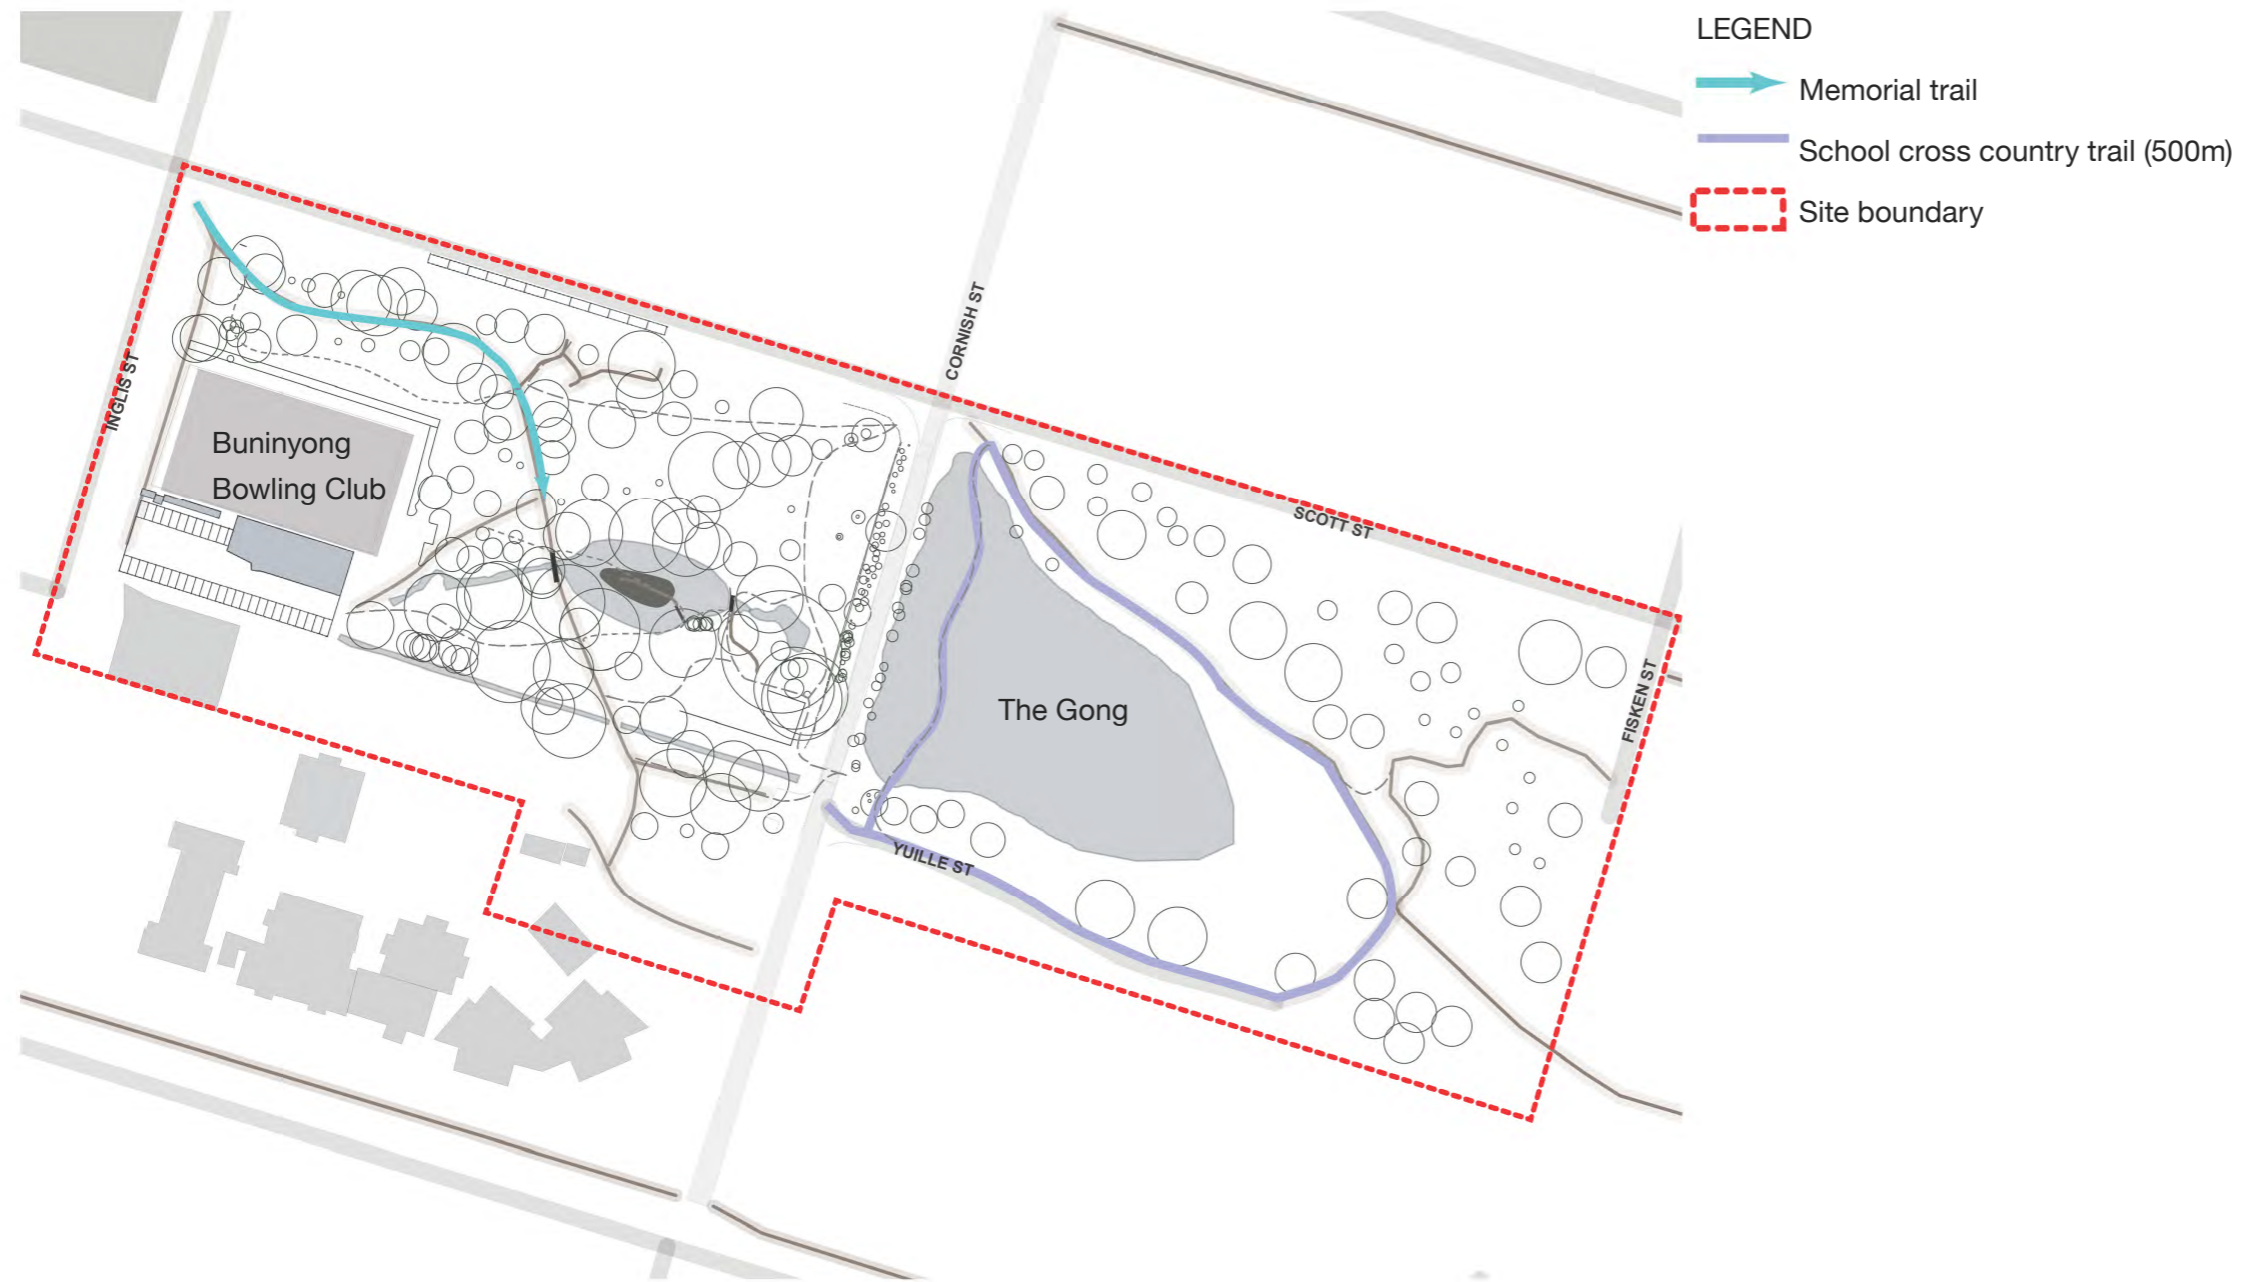 LEGEND
Memorial trail
School cross country trail (500m)
Site boundary
CORNISH ST
INGLIS ST
Buninyong
Bowling Club
SCOTT ST
FISKEN ST
The Gong
YUILLE ST